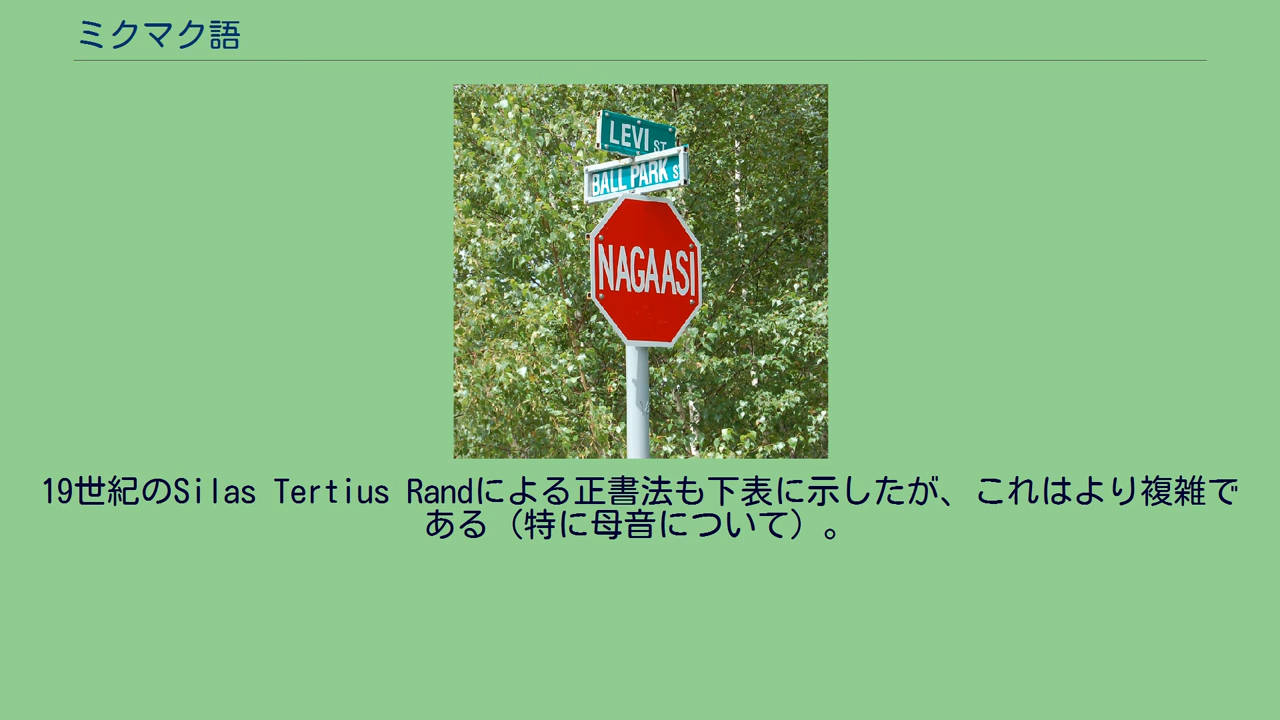 ミクマク語
LEVI ST
BALL PARK S
NAGAASI
19世紀のSilas Tertius Randによる正書法も下表に示したが、これはより複雑で
ある（特に母音について）。